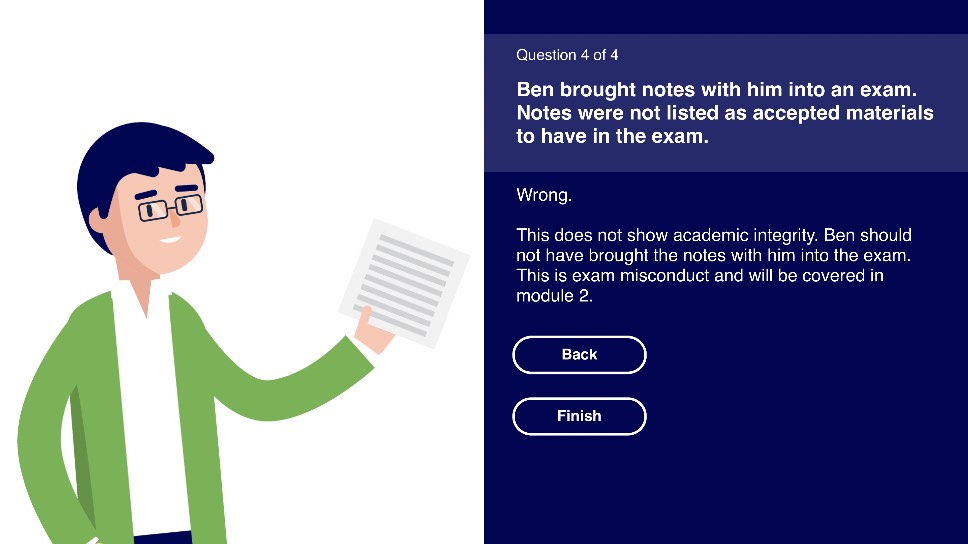 Question 4 of 4
Ben brought notes with him into an exam.
Notes were not listed as accepted materials
to have in the exam.
Wrong.
This does not show academic integrity. Ben should
not have brought the notes with him into the exam.
This is exam misconduct and will be covered in
module 2.
Back
Finish